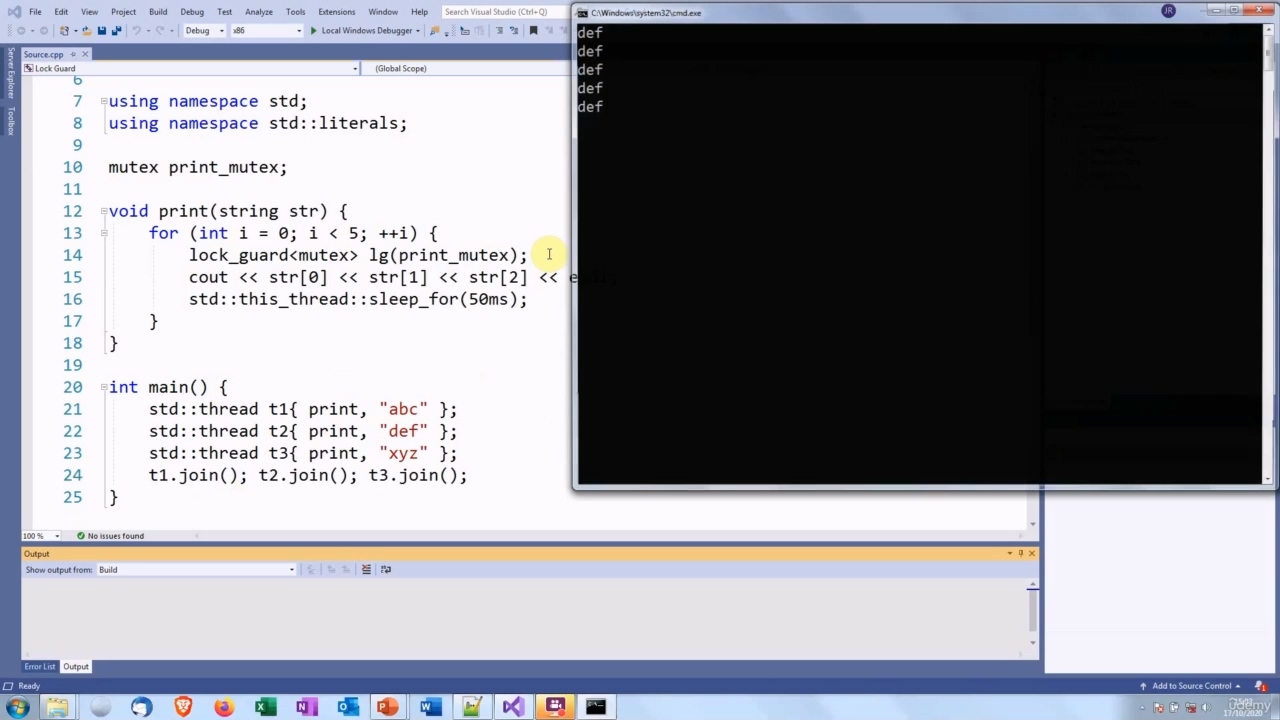 File Edit View Project Build Debug Test Analyze Tools Extensions Window Help Search Visual Studio (Ctrl+Q)
C:\Windows\system32\cmd.exe
JR
Debug x86 Local Windows Debugger
Source.cpp
Lock Guard (Global Scope)
Server Explorer
Toolbox
6
7 using namespace std;
8 using namespace std::literals;
9
10 mutex print_mutex;
11
12 void print(string str) {
13 for (int i = 0; i < 5; ++i) {
14 lock_guard<mutex> lg(print_mutex);
15 cout << str[0] << str[1] << str[2] <<
16 std::this_thread::sleep_for(50ms);
17 }
18 }
19
20 int main() {
21 std::thread t1{ print, "abc" };
22 std::thread t2{ print, "def" };
23 std::thread t3{ print, "xyz" };
24 t1.join(); t2.join(); t3.join();
25 }
def
def
def
def
def
100 % No issues found
Output
Show output from: Build
Error List Output
Ready Add to Source Control 1
15:03
17/10/2020
udemy